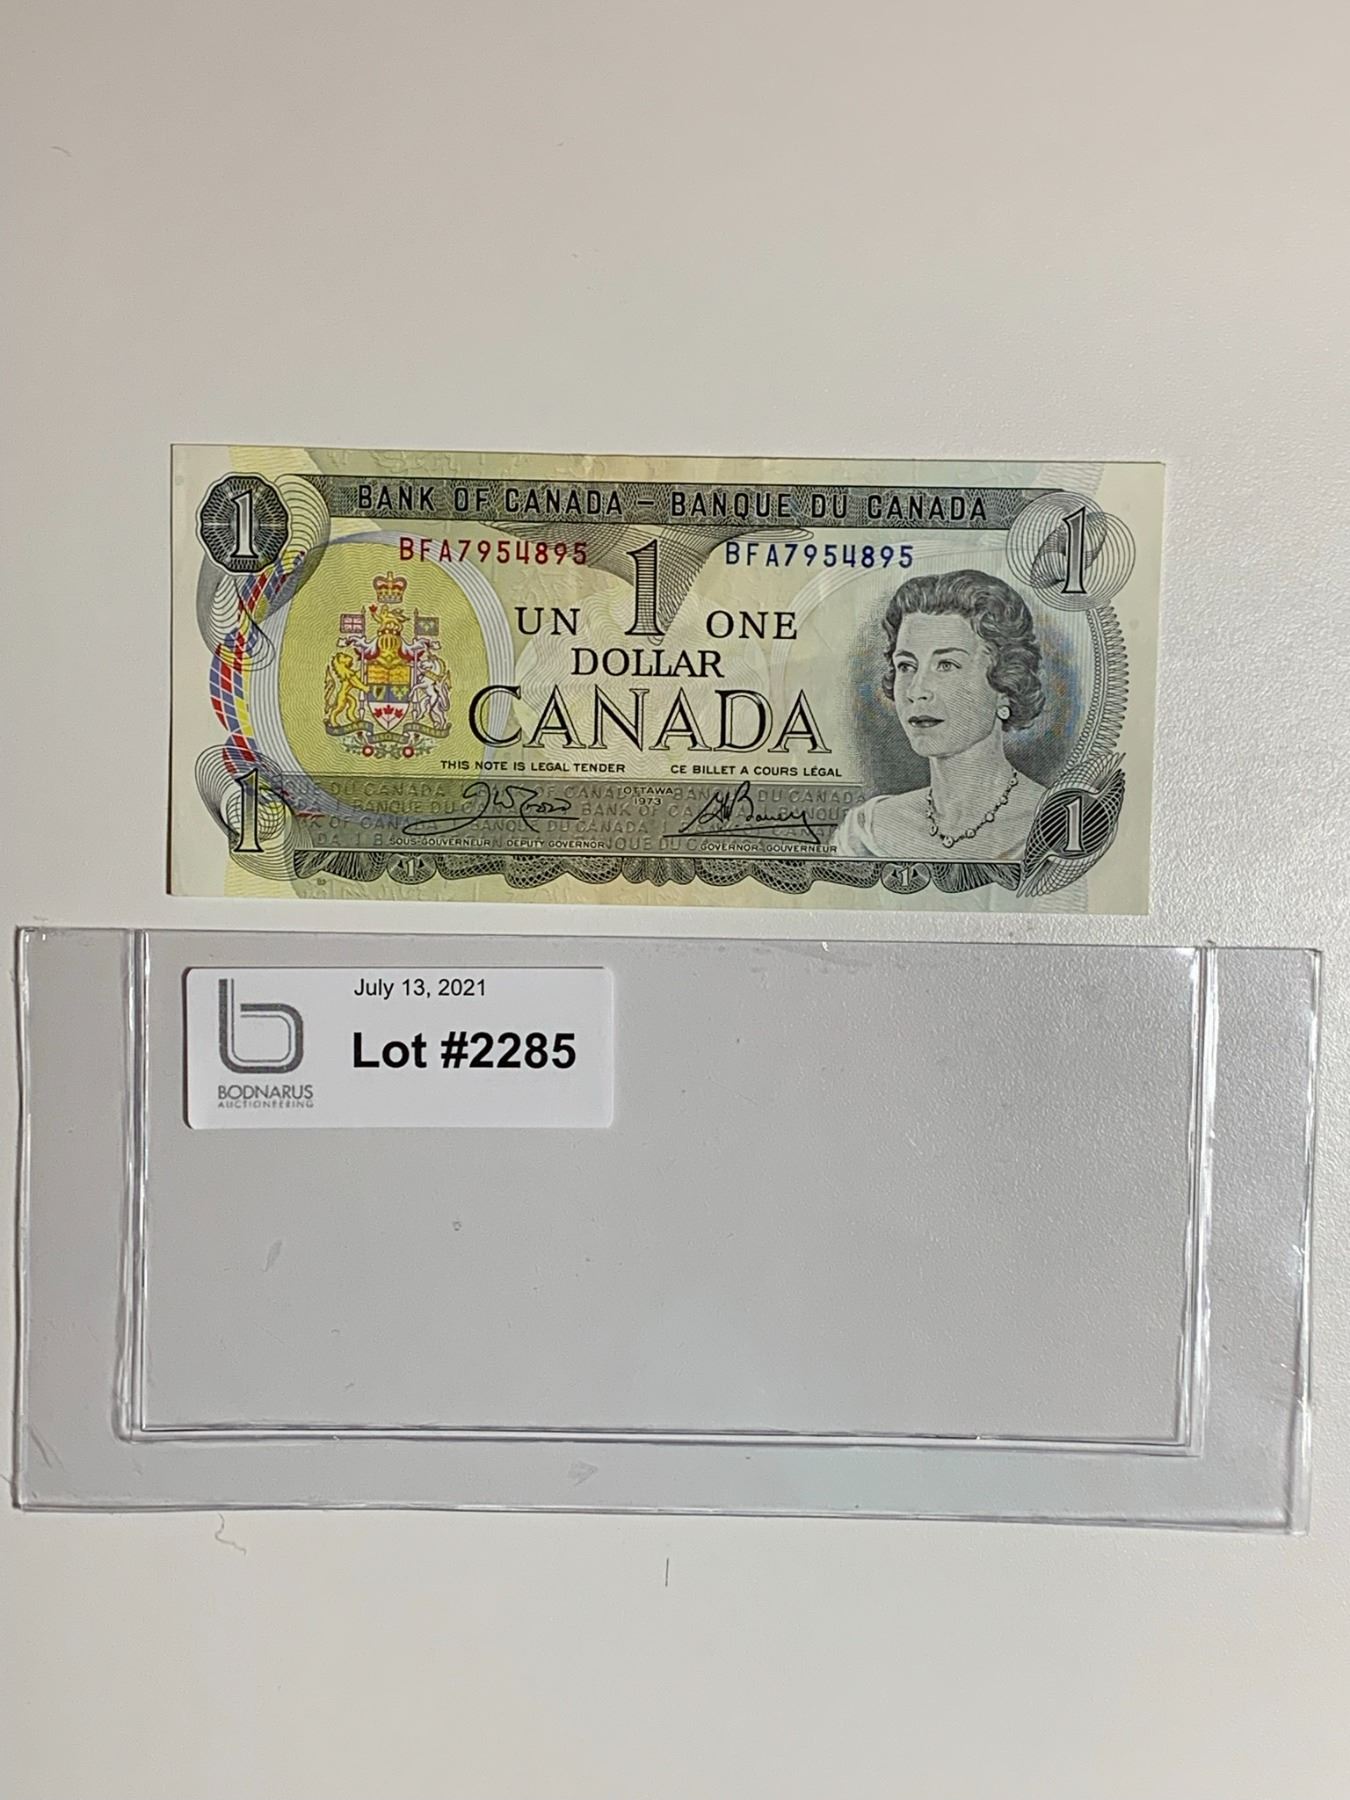 BANK OF CANADA – BANQUE DU CANADA
1 1
BFA7954895 1 BFA7954895
UN ONE
DOLLAR
CANADA
THIS NOTE IS LEGAL TENDER CE BILLET A COURS LÉGAL
OTTAWA
1973
1 1
SOUS-GOUVERNEUR DEPUTY GOVERNOR GOVERNOR-GOUVERNEUR
1 1
July 13, 2021
Lot #2285
BODNARUS
AUCTIONEERING